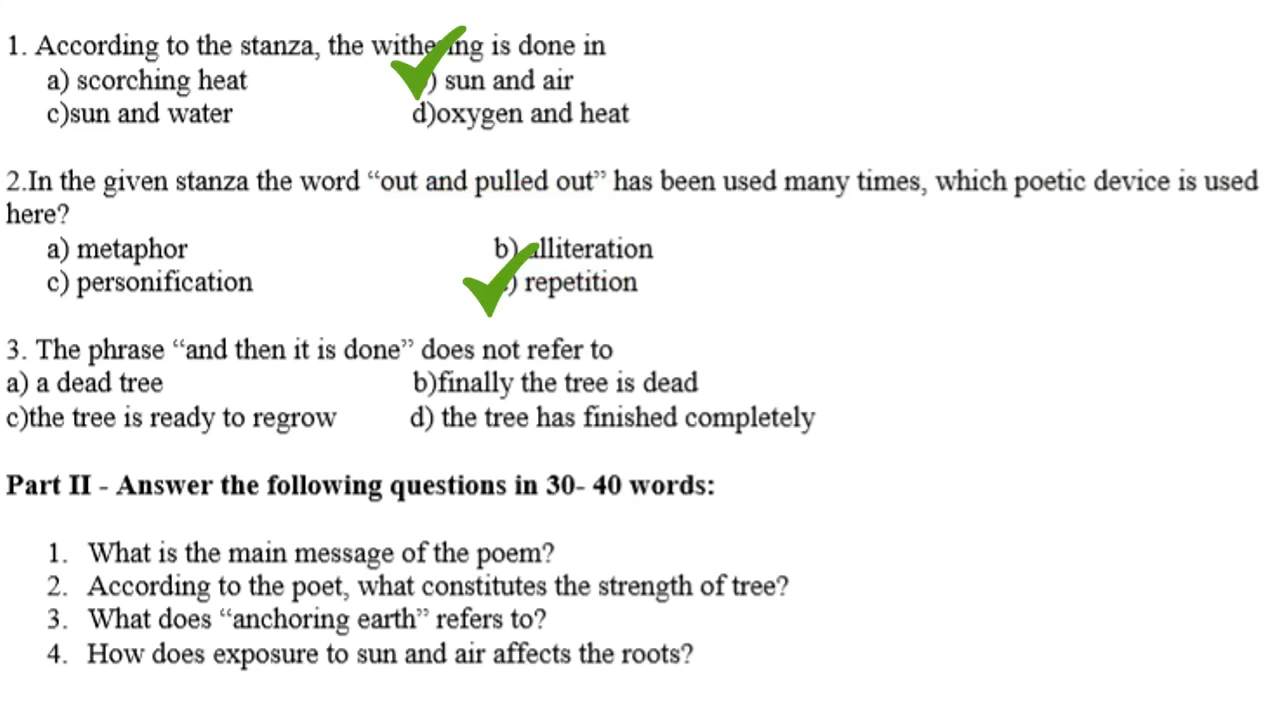 1. According to the stanza, the withering is done in
a) scorching heat ) sun and air
c)sun and water d)oxygen and heat
2.In the given stanza the word “out and pulled out” has been used many times, which poetic device is used
here?
a) metaphor b) alliteration
c) personification ) repetition
3. The phrase “and then it is done” does not refer to
a) a dead tree b)finally the tree is dead
c)the tree is ready to regrow d) the tree has finished completely
Part II - Answer the following questions in 30- 40 words:
1. What is the main message of the poem?
2. According to the poet, what constitutes the strength of tree?
3. What does “anchoring earth” refers to?
4. How does exposure to sun and air affects the roots?